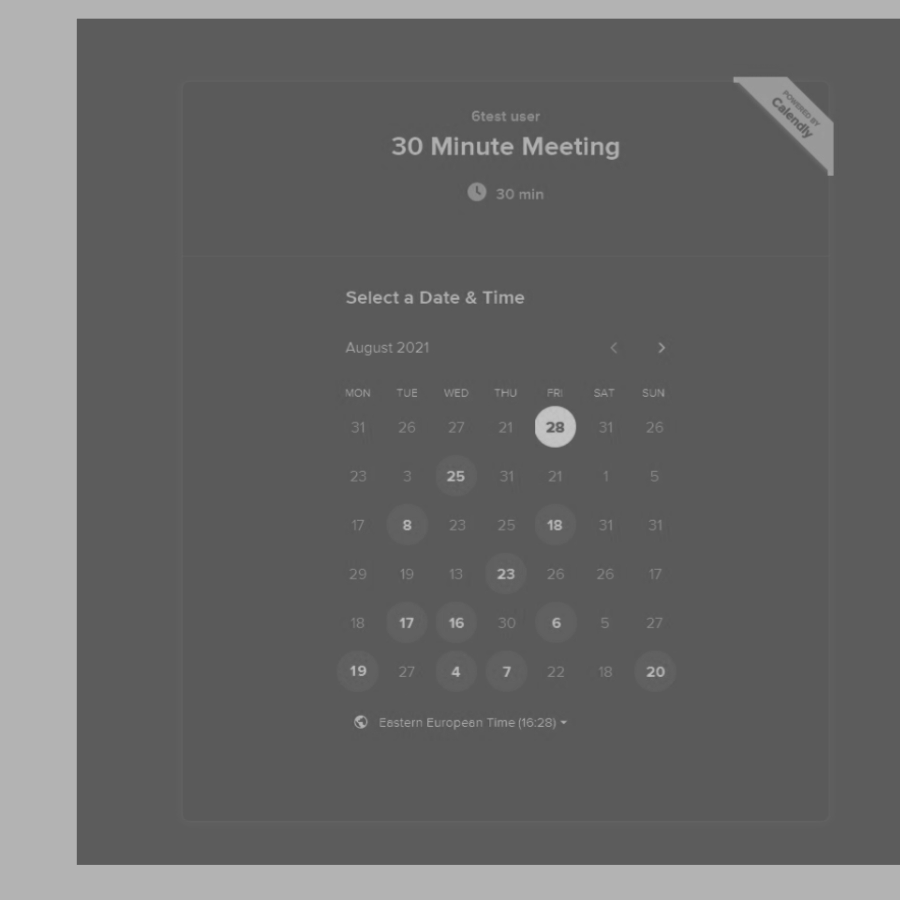 POWERED BY
Calendly
6test user
30 Minute Meeting
30 min
Select a Date & Time
August 2021
MON TUE WED THU FRI SAT SUN
31 26 27 21 28 31 26
23 3 25 31 21 1 5
17 8 23 25 18 31 31
29 19 13 23 26 26 17
18 17 16 30 6 5 27
19 27 4 7 22 18 20
Eastern European Time (16:28)